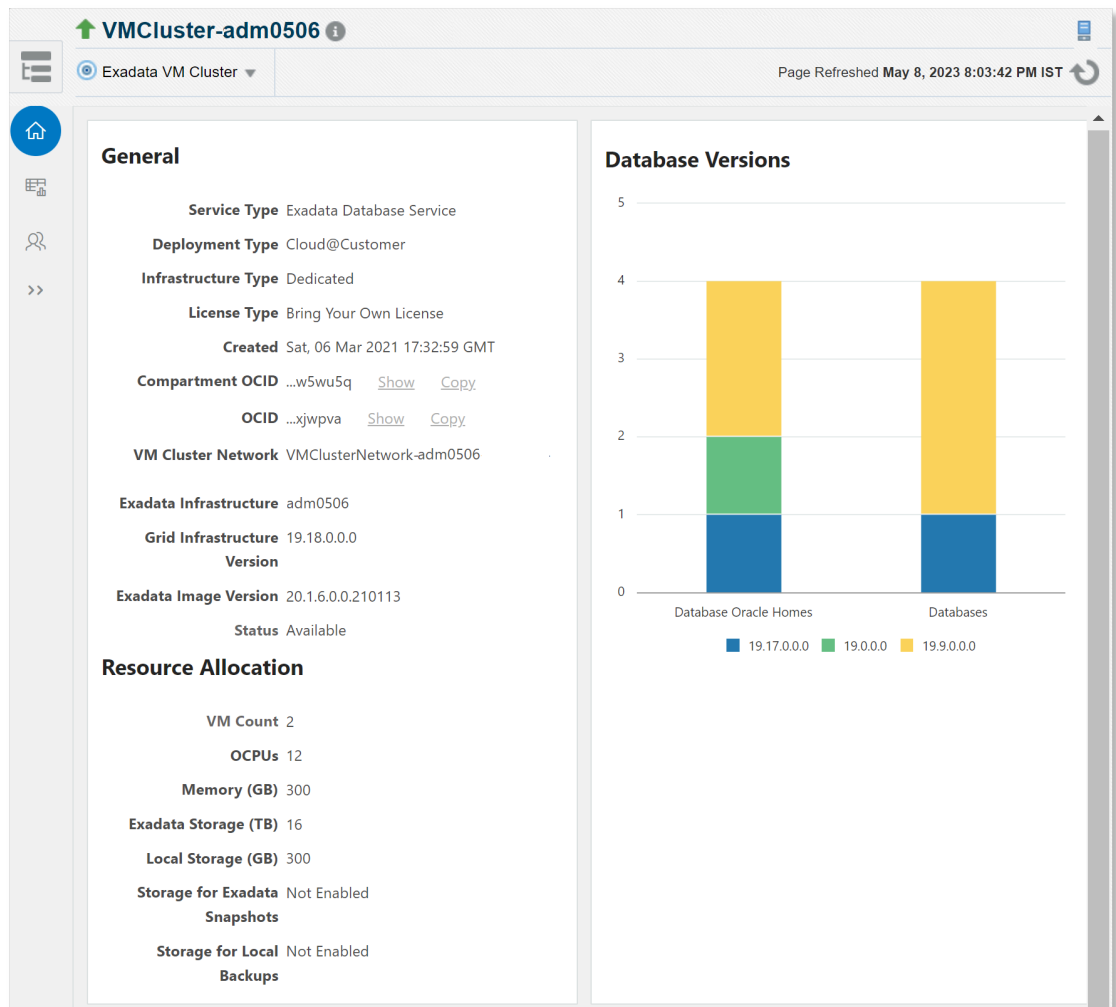 VMCluster-adm0506
Exadata VM Cluster
Page Refreshed May 8, 2023 8:03:42 PM IST
General
Service Type Exadata Database Service
Deployment Type Cloud@Customer
Infrastructure Type Dedicated
License Type Bring Your Own License
Created Sat, 06 Mar 2021 17:32:59 GMT
Compartment OCID ...w5wu5q Show Copy
OCID ...xjwpva Show Copy
VM Cluster Network VMClusterNetwork-adm0506
Exadata Infrastructure adm0506
Grid Infrastructure 19.18.0.0.0
Version
Exadata Image Version 20.1.6.0.0.210113
Status Available
Resource Allocation
VM Count 2
OCPUs 12
Memory (GB) 300
Exadata Storage (TB) 16
Local Storage (GB) 300
Storage for Exadata Not Enabled
Snapshots
Storage for Local Not Enabled
Backups
Database Versions
5
4
3
2
1
0
Database Oracle Homes Databases
19.17.0.0.0 19.0.0.0 19.9.0.0.0